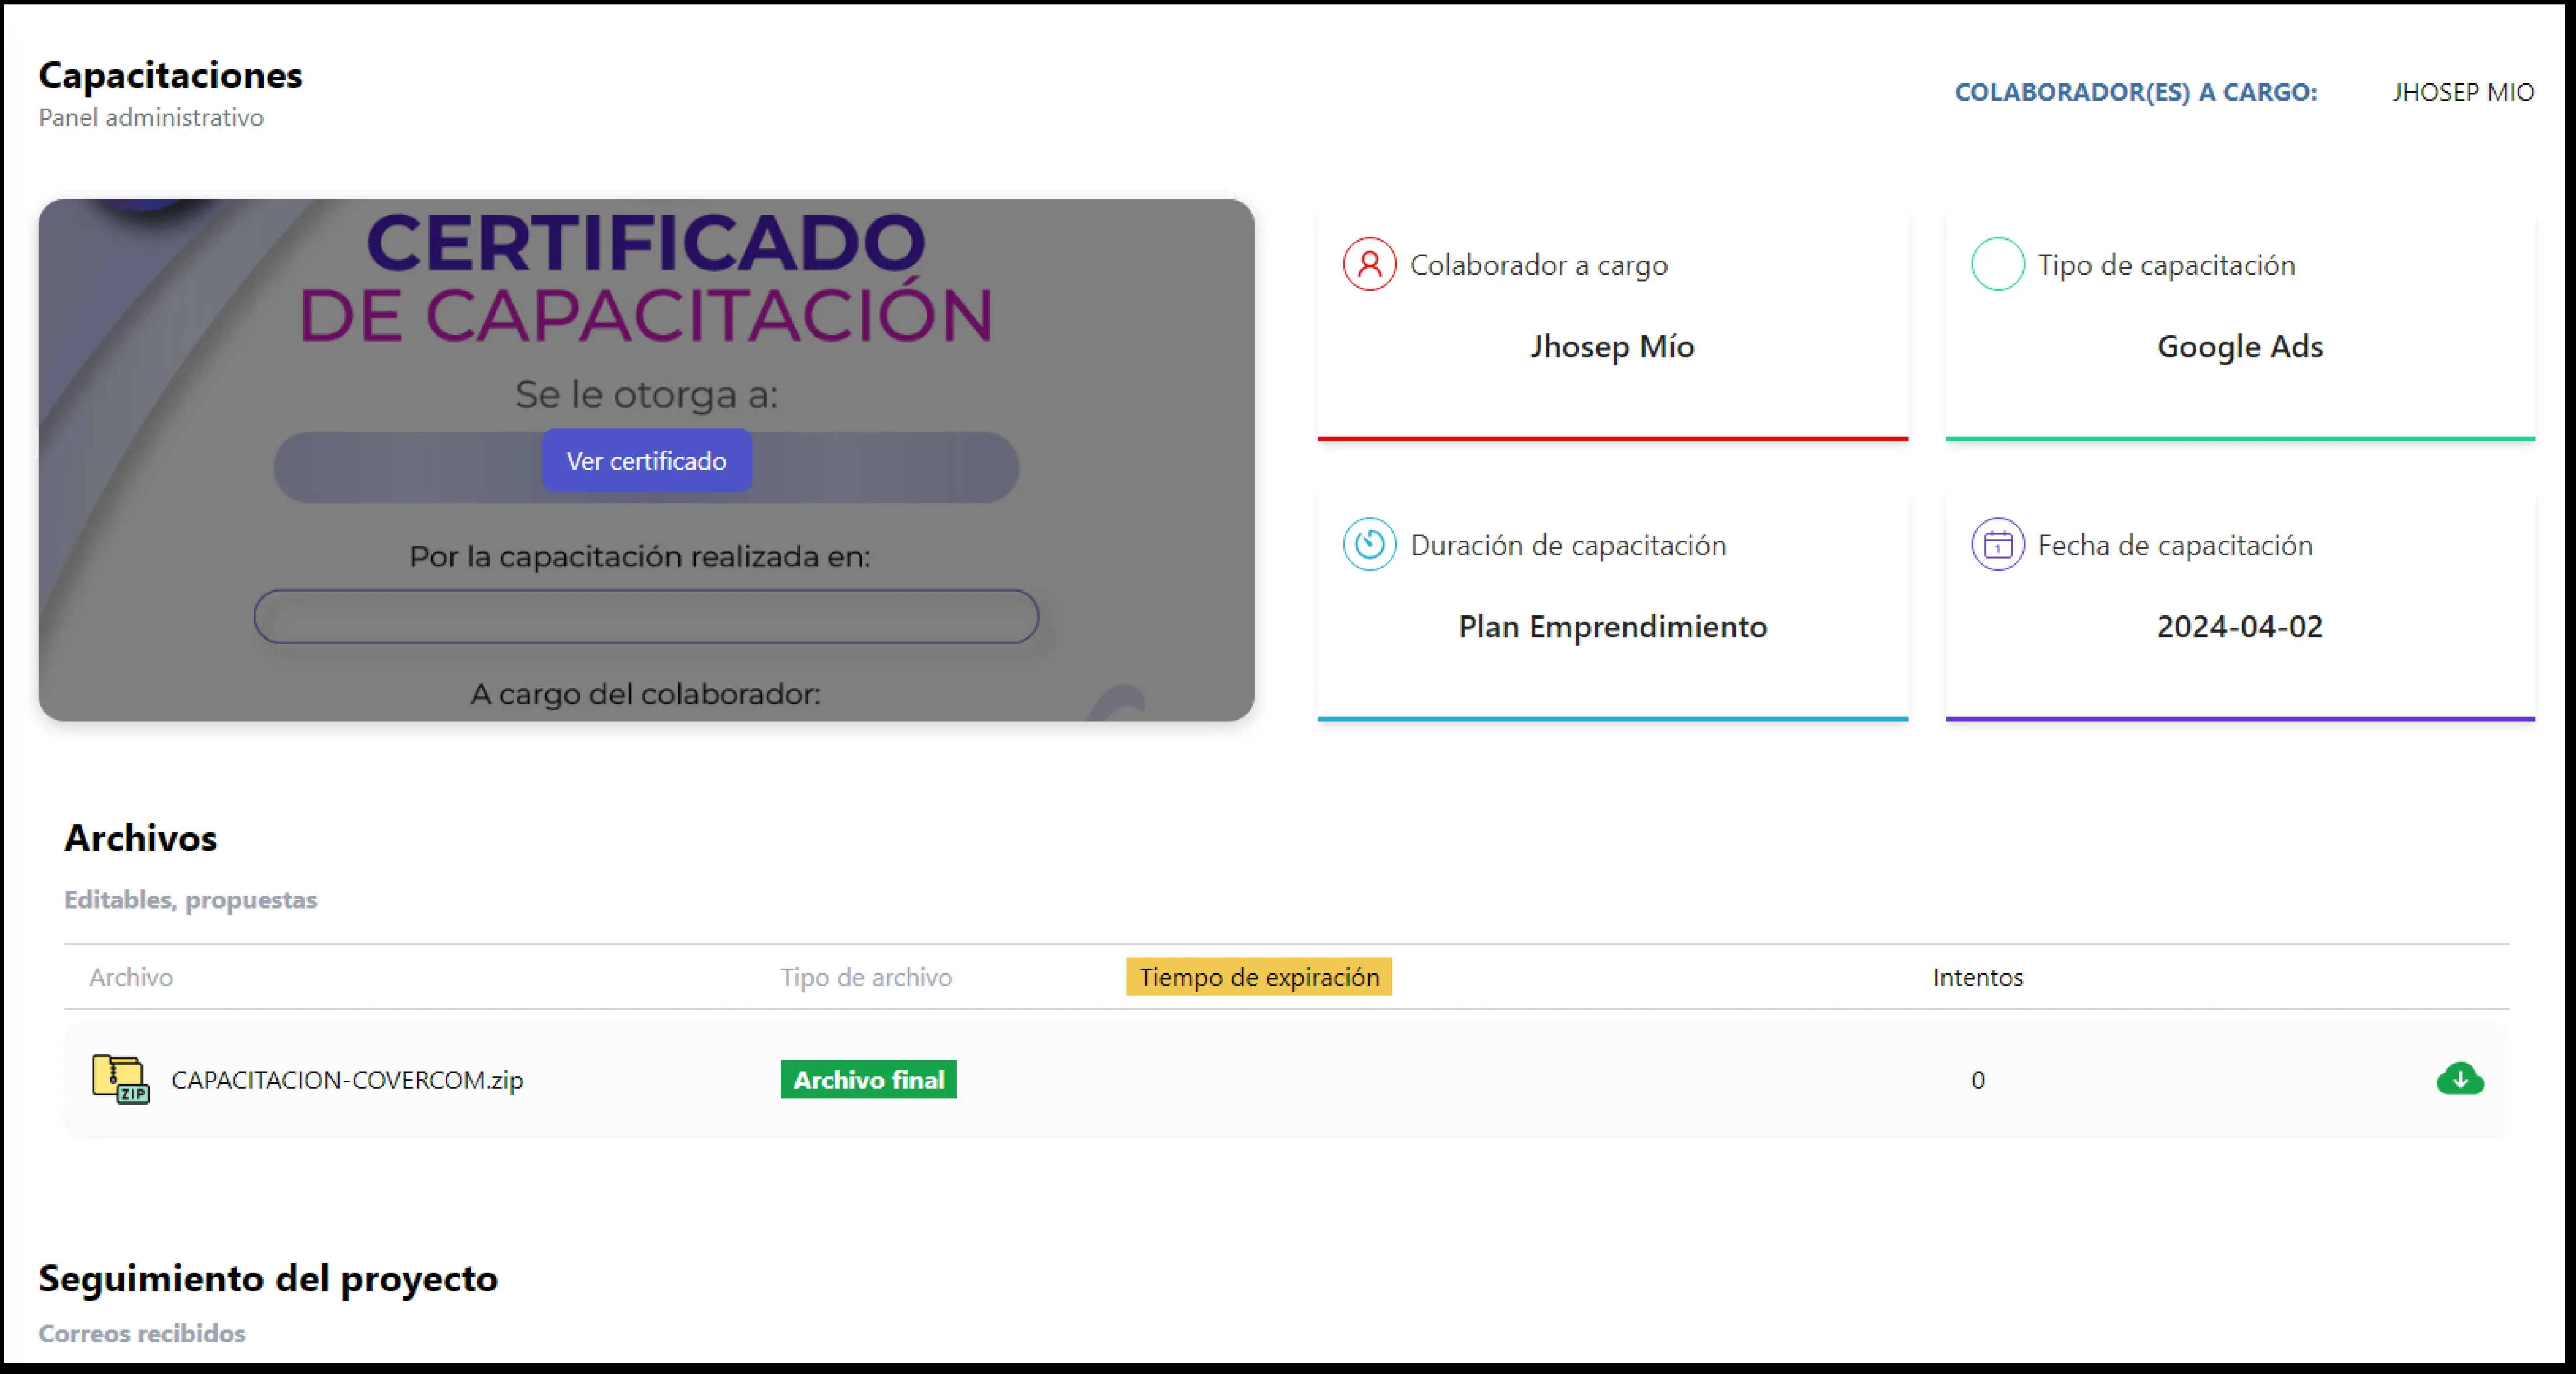 Capacitaciones
Panel administrativo
COLABORADOR(ES) A CARGO: JHOSEP MIO
CERTIFICADO
DE CAPACITACIÓN
Se le otorga a:
Ver certificado
Por la capacitación realizada en:
A cargo del colaborador:
Colaborador a cargo
Jhosep Mío
Tipo de capacitación
Google Ads
Duración de capacitación
Plan Emprendimiento
1
Fecha de capacitación
2024-04-02
Archivos
Editables, propuestas
Archivo Tipo de archivo Tiempo de expiración Intentos
ZIP CAPACITACION-COVERCOM.zip Archivo final 0
Seguimiento del proyecto
Correos recibidos